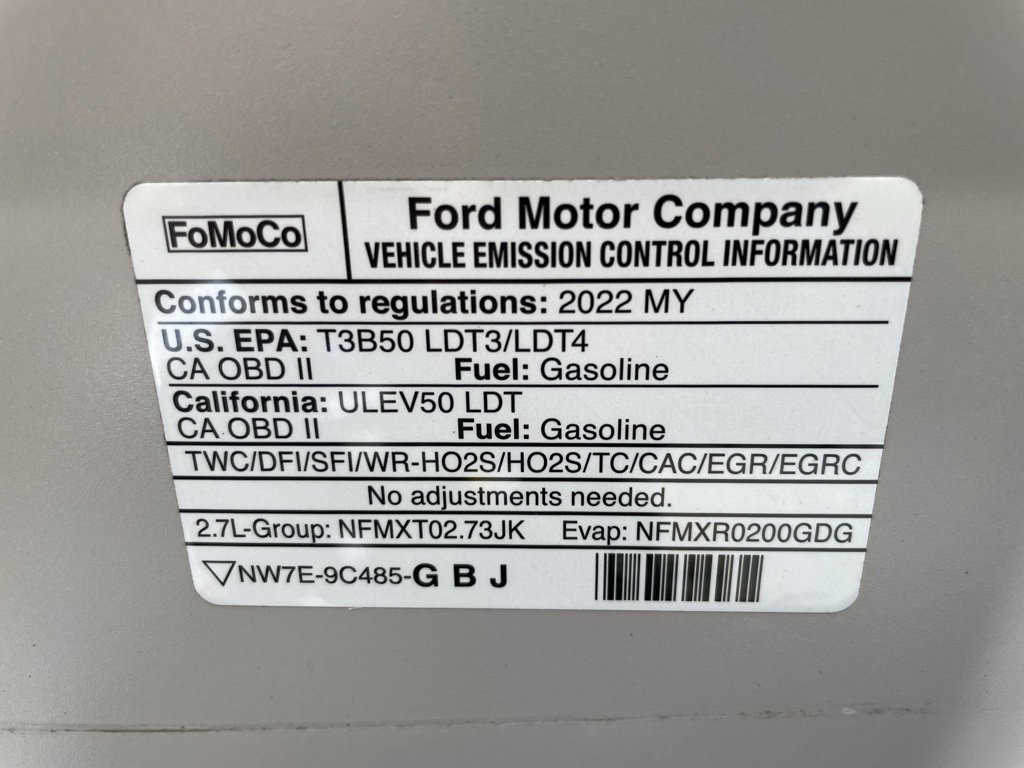 FoMoCo
Ford Motor Company
VEHICLE EMISSION CONTROL INFORMATION
Conforms to regulations: 2022 MY
U.S. EPA: T3B50 LDT3/LDT4
CA OBD II Fuel: Gasoline
California: ULEV50 LDT
CA OBD II Fuel: Gasoline
TWC/DFI/SFI/WR-HO2S/HO2S/TC/CAC/EGR/EGRC
No adjustments needed.
2.7L-Group: NFMXT02.73JK Evap: NFMXR0200GDG
▽NW7E-9C485-G B J